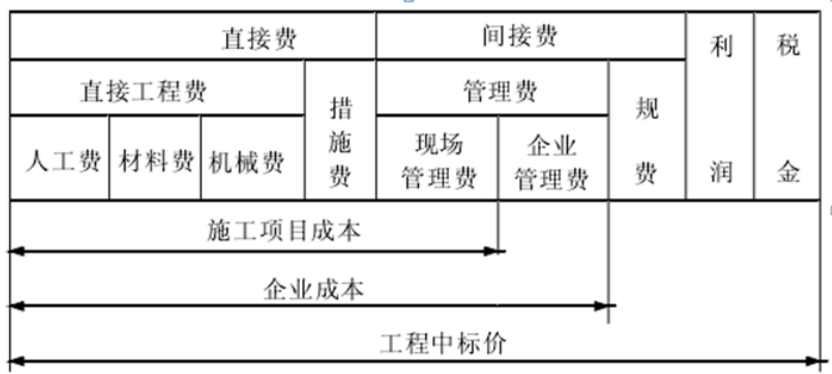 直接费 间接费 利润 税金
直接工程费 措施费 管理费 规费
人工费 材料费 机械费 现场管理费 企业管理费
施工项目成本
企业成本
工程中标价